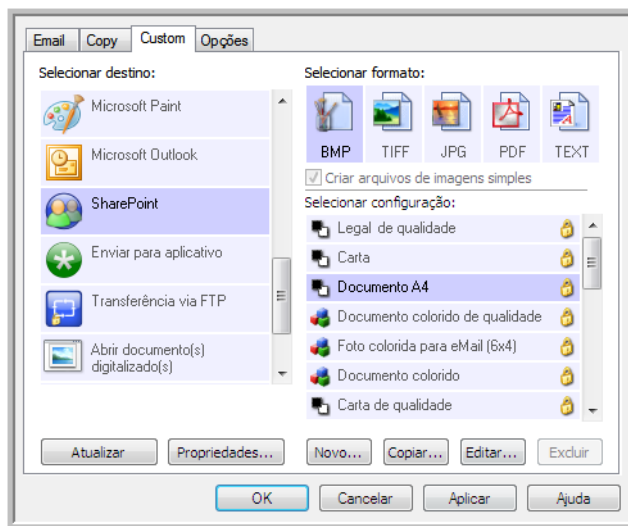 Email Copy Custom Opções
Selecionar destino:
Microsoft Paint
Microsoft Outlook
SharePoint
Enviar para aplicativo
Transferência via FTP
Abrir documento(s)
digitalizado(s)
Atualizar Propriedades...
Selecionar formato:
BMP TIFF JPG PDF TEXT
Criar arquivos de imagens simples
Selecionar configuração:
Legal de qualidade
Carta
Documento A4
Documento colorido de qualidade
Foto colorida para eMail (6x4)
Documento colorido
Carta de qualidade
Novo... Copiar... Editar... Excluir
OK Cancelar Aplicar Ajuda